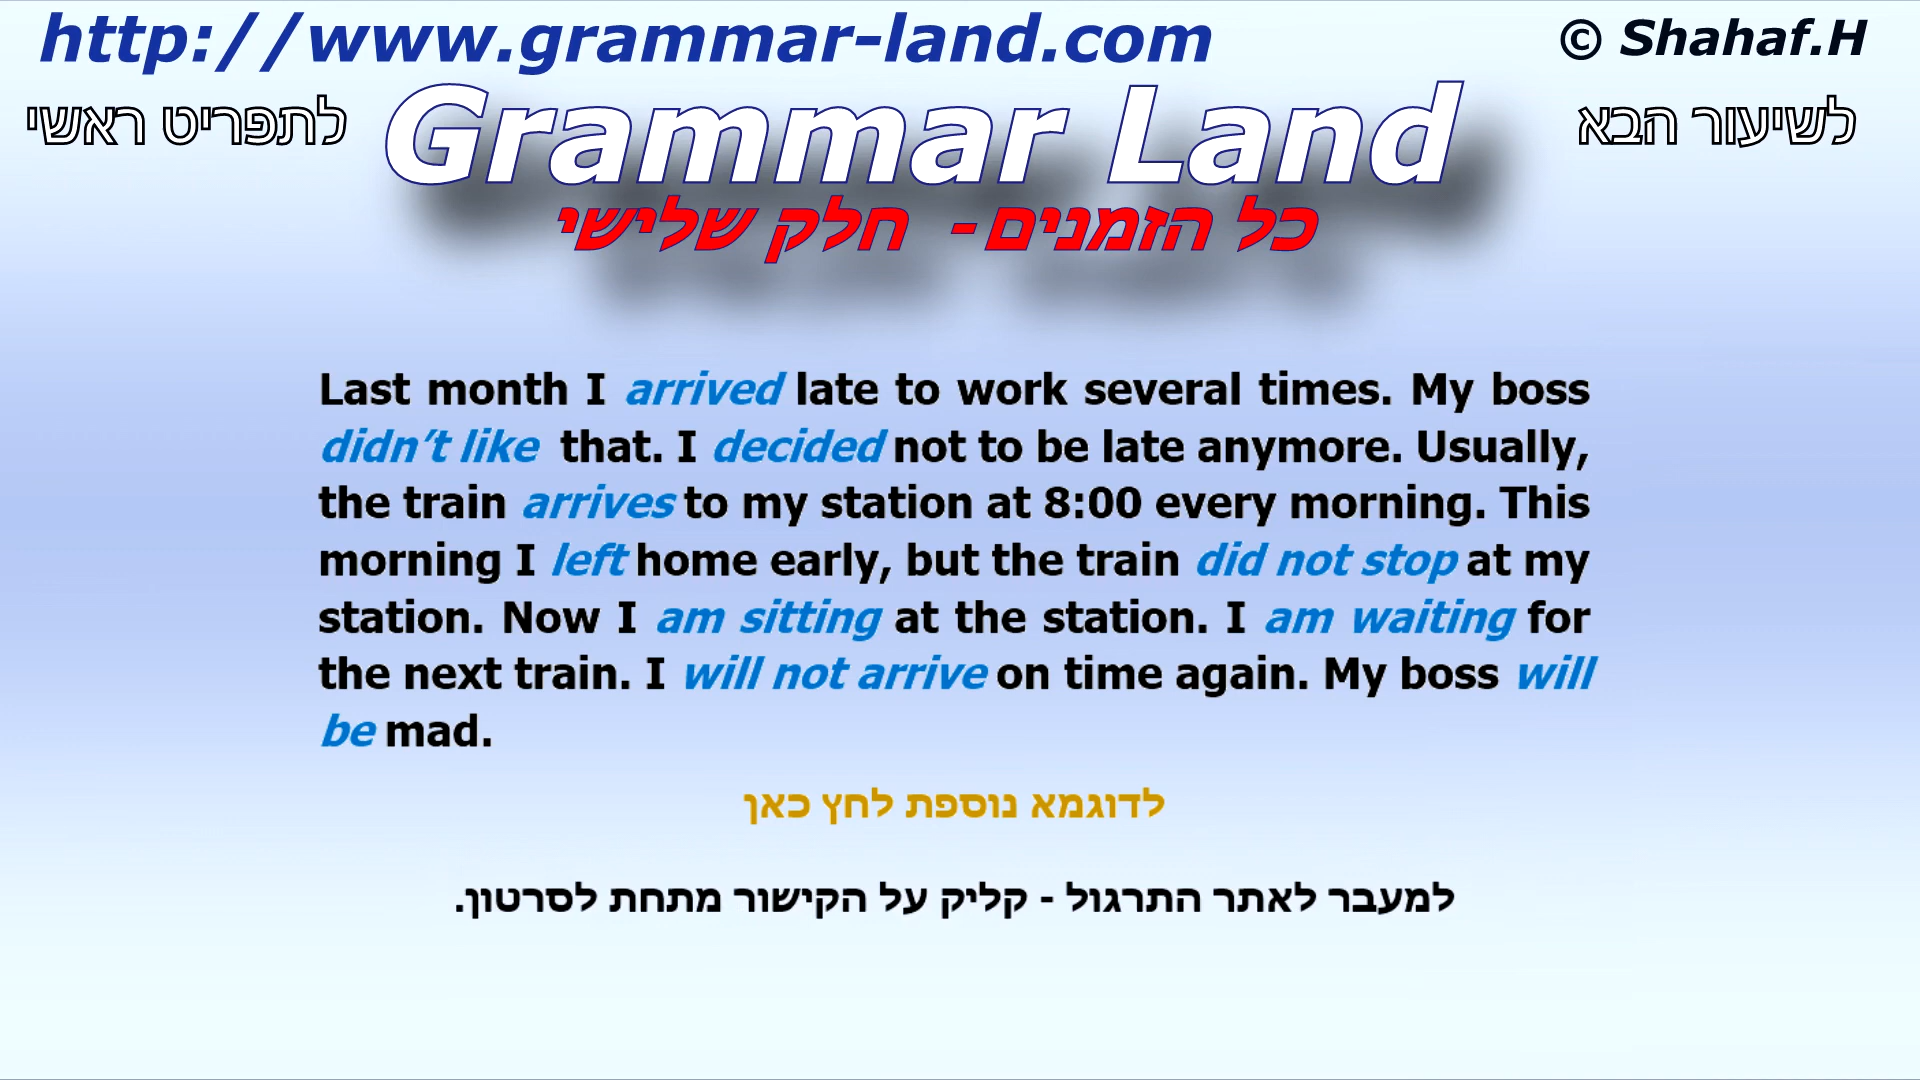 http://www.grammar-land.com
© Shahaf.H
לתפריט ראשי
Grammar Land
לשיעור הבא
כל הזמנים - חלק שלישי
Last month I arrived late to work several times. My boss
didn’t like that. I decided not to be late anymore. Usually,
the train arrives to my station at 8:00 every morning. This
morning I left home early, but the train did not stop at my
station. Now I am sitting at the station. I am waiting for
the next train. I will not arrive on time again. My boss will
be mad.
לדוגמא נוספת לחץ כאן
למעבר לאתר התרגול - קליק על הקישור מתחת לסרטון.